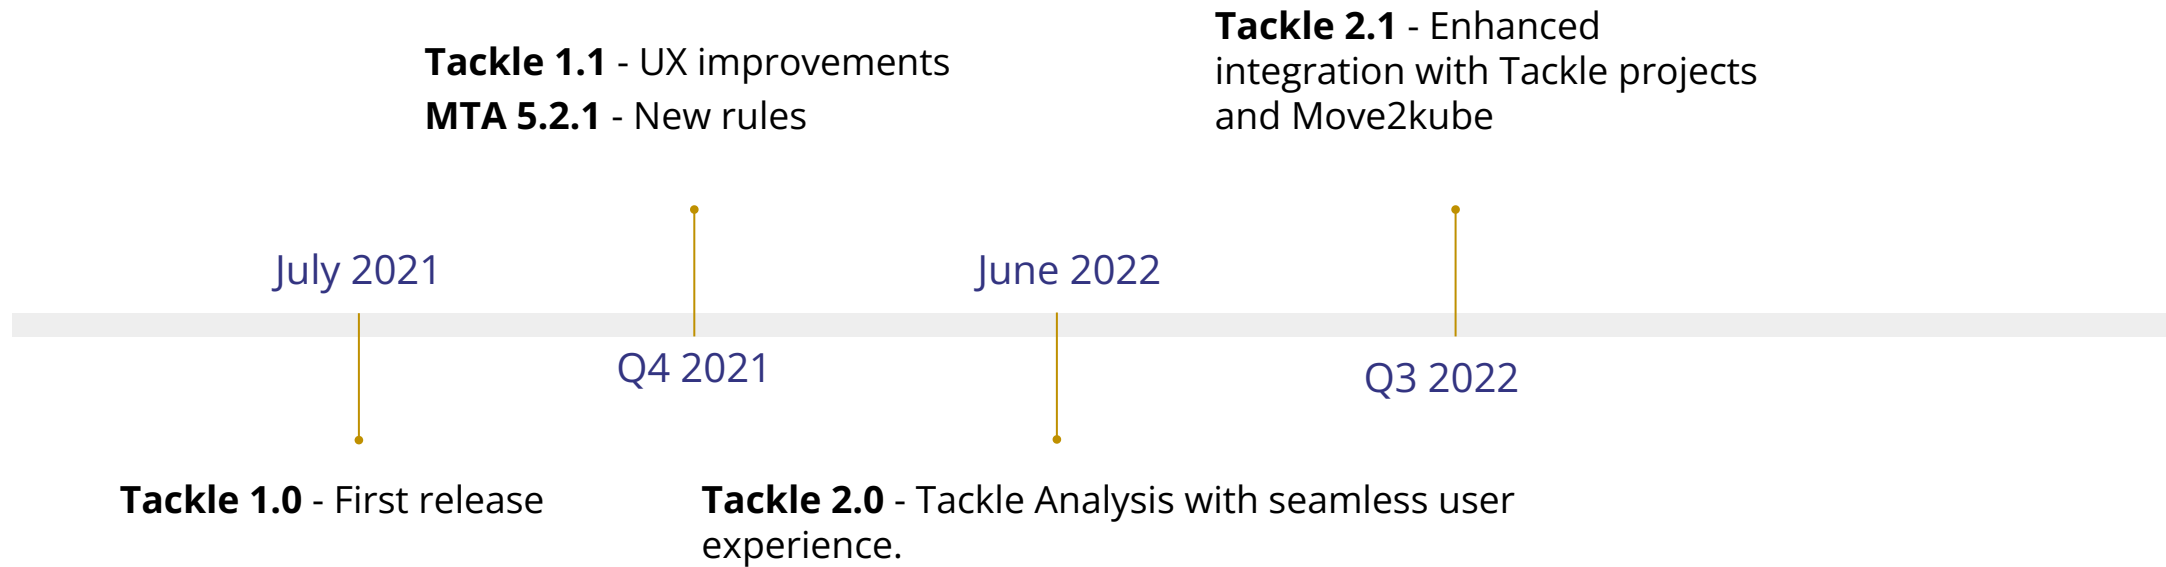 Tackle 2.1 - Enhanced
integration with Tackle projects
and Move2kube
Tackle 1.1 - UX improvements
MTA 5.2.1 - New rules
July 2021
June 2022
Q4 2021
Q3 2022
Tackle 1.0 - First release
Tackle 2.0 - Tackle Analysis with seamless user
experience.